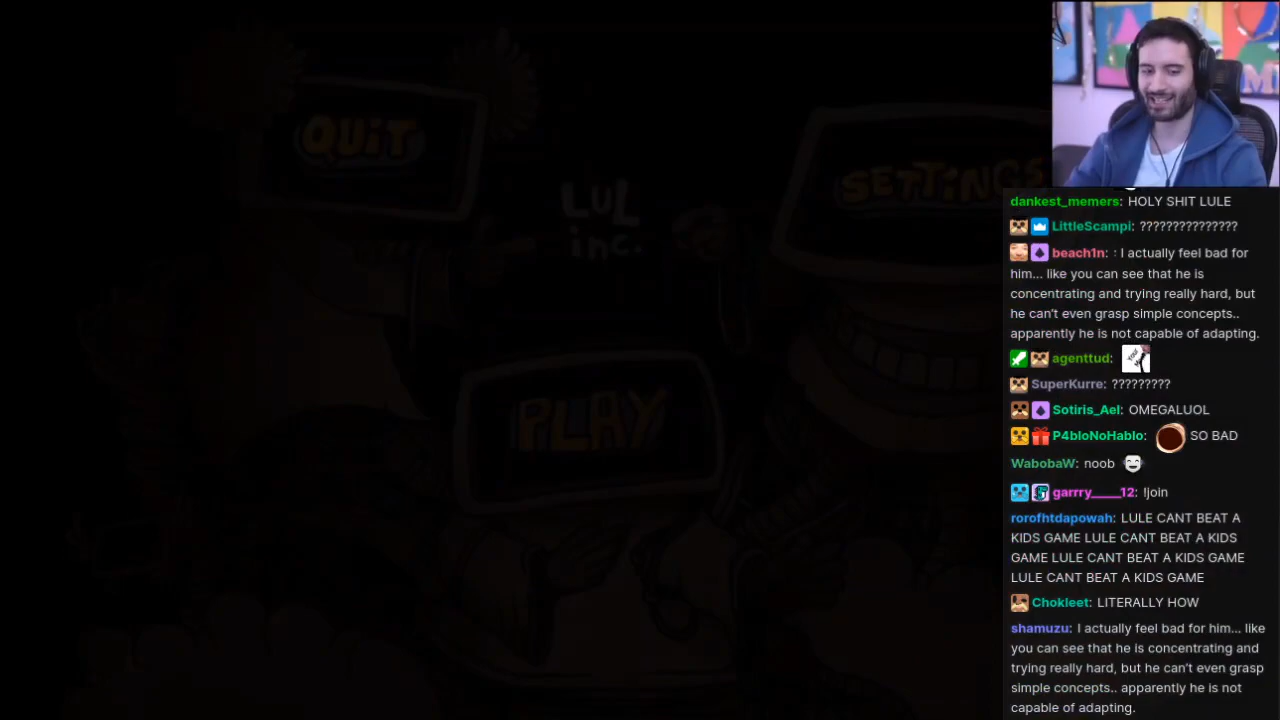 QUIT
SETTINGS
LUL
inc.
PLAY
dankest_memers: HOLY SHIT LULE
LittleScampi: ???????????????
beach1n: : I actually feel bad for
him... like you can see that he is
concentrating and trying really hard, but
he can't even grasp simple concepts..
apparently he is not capable of adapting.
agenttud:
SuperKurre: ?????????
Sotiris_Ael: OMEGALUOL
P4bloNoHablo: SO BAD
WabobaW: noob
garrry_____12: !join
rorofhtdapowah: LULE CANT BEAT A
KIDS GAME LULE CANT BEAT A KIDS
GAME LULE CANT BEAT A KIDS GAME
LULE CANT BEAT A KIDS GAME
Chokleet: LITERALLY HOW
shamuzu: I actually feel bad for him... like
you can see that he is concentrating and
trying really hard, but he can't even grasp
simple concepts.. apparently he is not
capable of adapting.